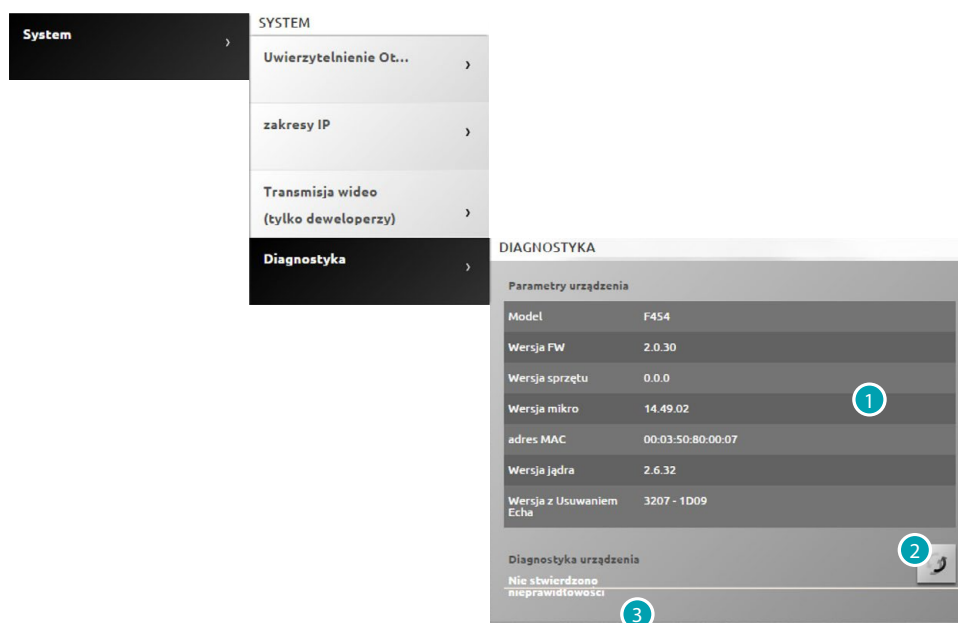 System
SYSTEM
Uwierzytelnienie Ot...
zakresy IP
Transmisja wideo
(tylko deweloperzy)
Diagnostyka
DIAGNOSTYKA
Parametry urządzenia
Model F454
Wersja FW 2.0.30
Wersja sprzętu 0.0.0
Wersja mikro 14.49.02
1
adres MAC 00:03:50:80:00:07
Wersja jądra 2.6.32
Wersja z Usuwaniem 3207 - 1D09
Echa
2
Diagnostyka urządzenia
Nie stwierdzono
nieprawidłowości
3